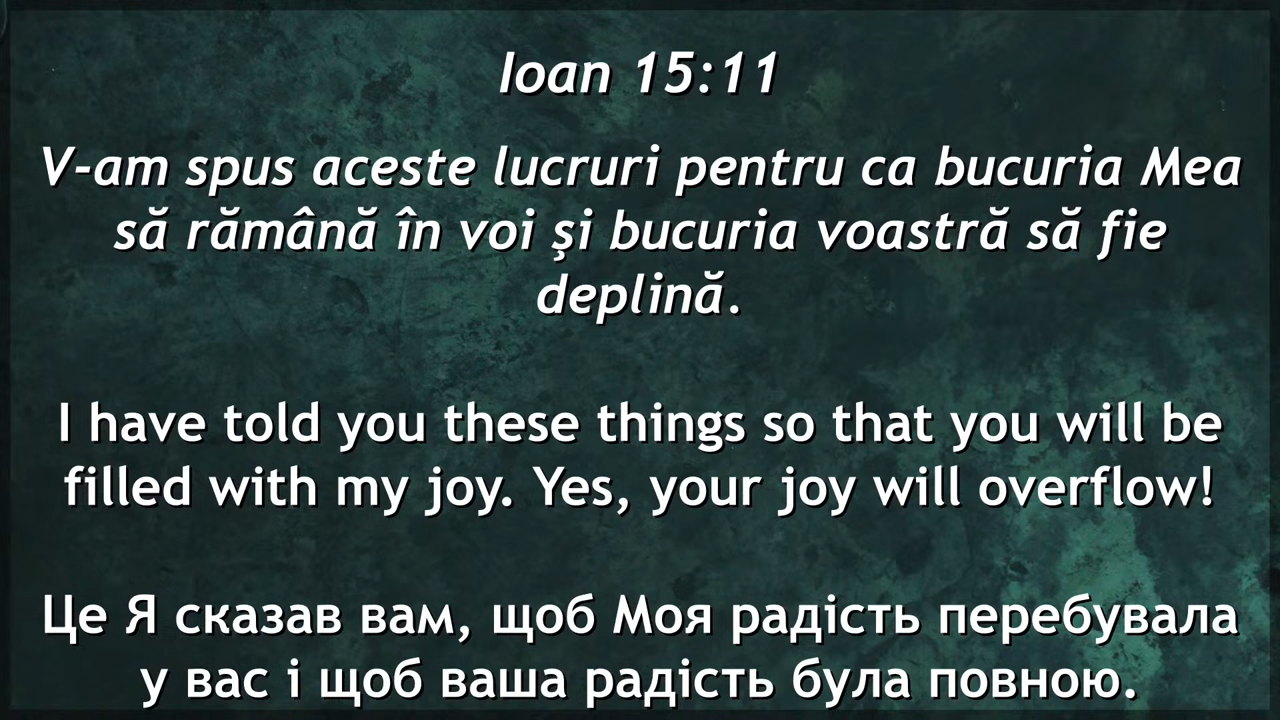 Ioan 15:11
V-am spus aceste lucruri pentru ca bucuria Mea
să rămână în voi şi bucuria voastră să fie
deplină.
I have told you these things so that you will be
filled with my joy. Yes, your joy will overflow!
Це Я сказав вам, щоб Моя радість перебувала
у вас і щоб ваша радість була повною.